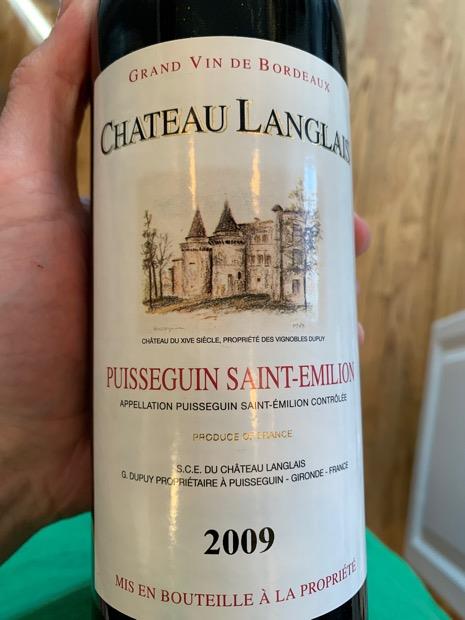 GRAND VIN DE BORDEAUX
CHATEAU LANGLAIS
CHÂTEAU DU XIVE SIÈCLE, PROPRIÉTÉ DES VIGNOBLES DUPUY
PUISSEGUIN SAINT-EMILION
APPELLATION PUISSEGUIN SAINT-ÉMILION CONTRÔLÉE
PRODUCE OF FRANCE
S.C.E. DU CHÂTEAU LANGLAIS
G. DUPUY PROPRIÉTAIRE À PUISSEGUIN - GIRONDE - FRANCE
2009
MIS EN BOUTEILLE À LA PROPRIÉTÉ